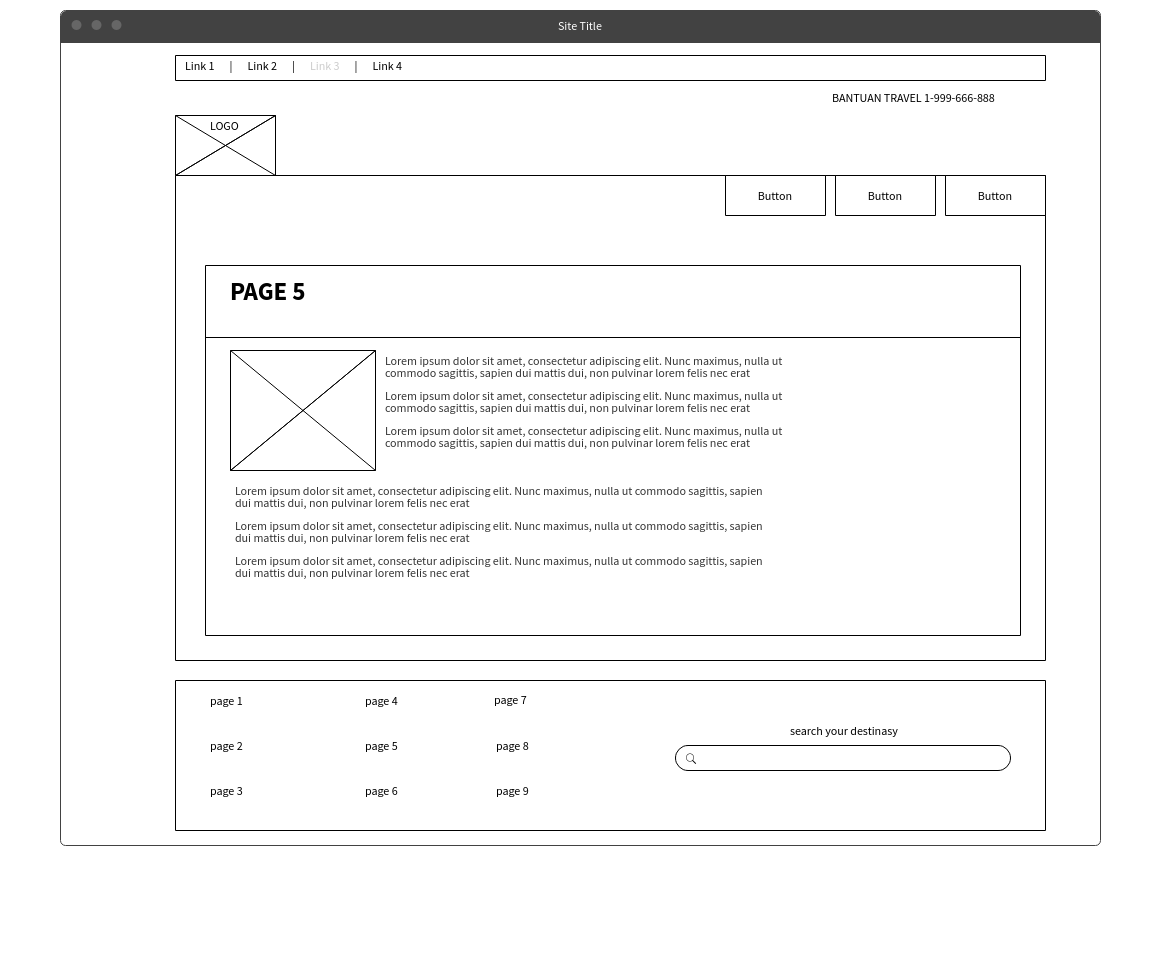 Site Title
Link 1 | Link 2 | Link 3 | Link 4
BANTUAN TRAVEL 1-999-666-888
LOGO
Button Button Button
PAGE 5
Lorem ipsum dolor sit amet, consectetur adipiscing elit. Nunc maximus, nulla ut
commodo sagittis, sapien dui mattis dui, non pulvinar lorem felis nec erat
Lorem ipsum dolor sit amet, consectetur adipiscing elit. Nunc maximus, nulla ut
commodo sagittis, sapien dui mattis dui, non pulvinar lorem felis nec erat
Lorem ipsum dolor sit amet, consectetur adipiscing elit. Nunc maximus, nulla ut
commodo sagittis, sapien dui mattis dui, non pulvinar lorem felis nec erat
Lorem ipsum dolor sit amet, consectetur adipiscing elit. Nunc maximus, nulla ut commodo sagittis, sapien
dui mattis dui, non pulvinar lorem felis nec erat
Lorem ipsum dolor sit amet, consectetur adipiscing elit. Nunc maximus, nulla ut commodo sagittis, sapien
dui mattis dui, non pulvinar lorem felis nec erat
Lorem ipsum dolor sit amet, consectetur adipiscing elit. Nunc maximus, nulla ut commodo sagittis, sapien
dui mattis dui, non pulvinar lorem felis nec erat
page 1 page 4 page 7
page 2 page 5 page 8
page 3 page 6 page 9
search your destinasy